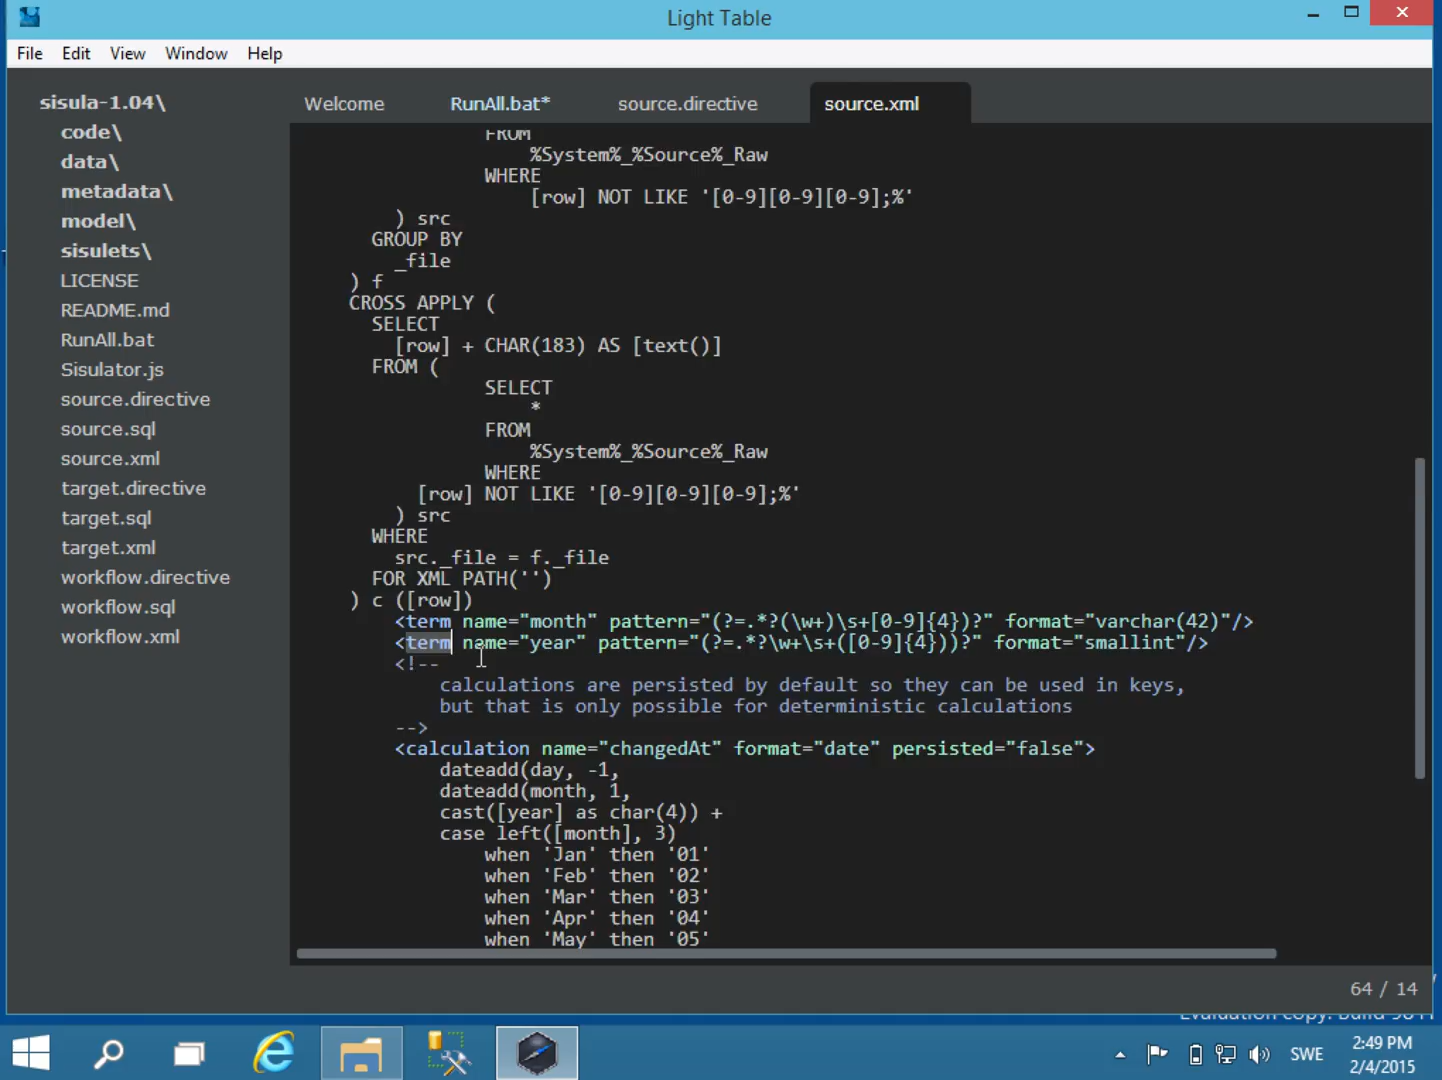 Light Table
File Edit View Window Help
sisula-1.04\
code\
data\
metadata\
model\
sisulets\
LICENSE
README.md
RunAll.bat
Sisulator.js
source.directive
source.sql
source.xml
target.directive
target.sql
target.xml
workflow.directive
workflow.sql
workflow.xml
Welcome RunAll.bat* source.directive source.xml
FROM
%System%_%Source%_Raw
WHERE
[row] NOT LIKE '[0-9][0-9][0-9];%'
) src
GROUP BY
_file
) f
CROSS APPLY (
SELECT
[row] + CHAR(183) AS [text()]
FROM (
SELECT
*
FROM
%System%_%Source%_Raw
WHERE
[row] NOT LIKE '[0-9][0-9][0-9];%'
) src
WHERE
src._file = f._file
FOR XML PATH('')
) c ([row])
<term name="month" pattern="(?=.*?(\w+)\s+[0-9]{4})?" format="varchar(42)"/>
<term name="year" pattern="(?=.*?\w+\s+([0-9]{4}))?" format="smallint"/>
<!--
calculations are persisted by default so they can be used in keys,
but that is only possible for deterministic calculations
-->
<calculation name="changedAt" format="date" persisted="false">
dateadd(day, -1,
dateadd(month, 1,
cast([year] as char(4)) +
case left([month], 3)
when 'Jan' then '01'
when 'Feb' then '02'
when 'Mar' then '03'
when 'Apr' then '04'
when 'May' then '05'
64 / 14
Evaluation copy. Build
SWE
2:49 PM
2/4/2015